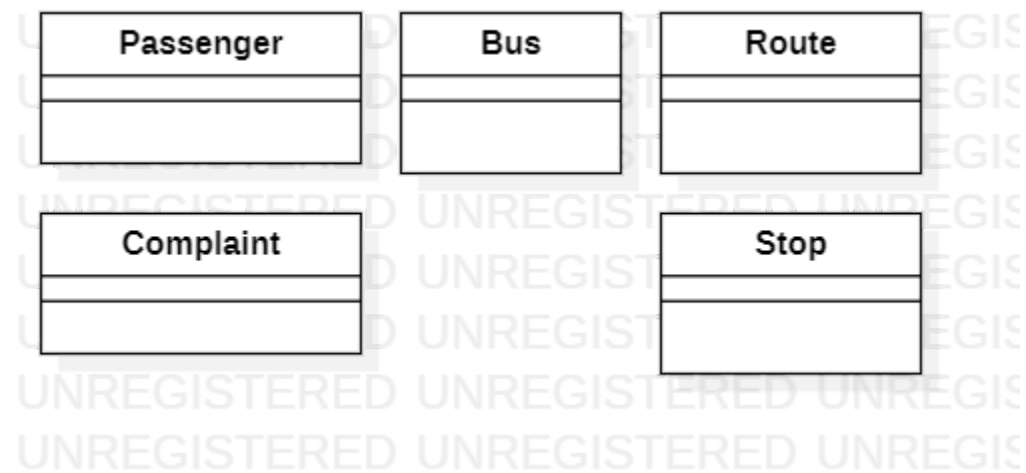 Passenger
Bus
Route
Complaint
Stop
UNREGISTERED UNREGISTERED UNREGIS
UNREGISTERED UNREGISTERED UNREGIS